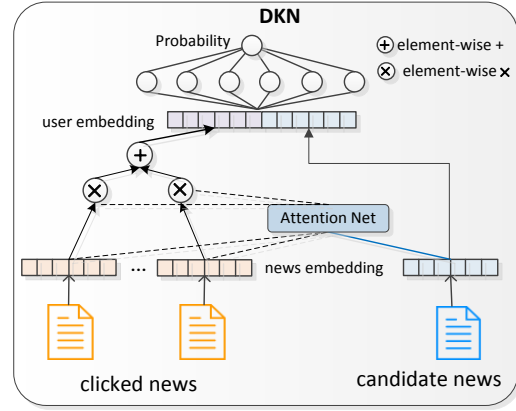 DKN
Probability
+ element-wise +
× element-wise ×
user embedding
+
× ×
Attention Net
... news embedding
clicked news
candidate news